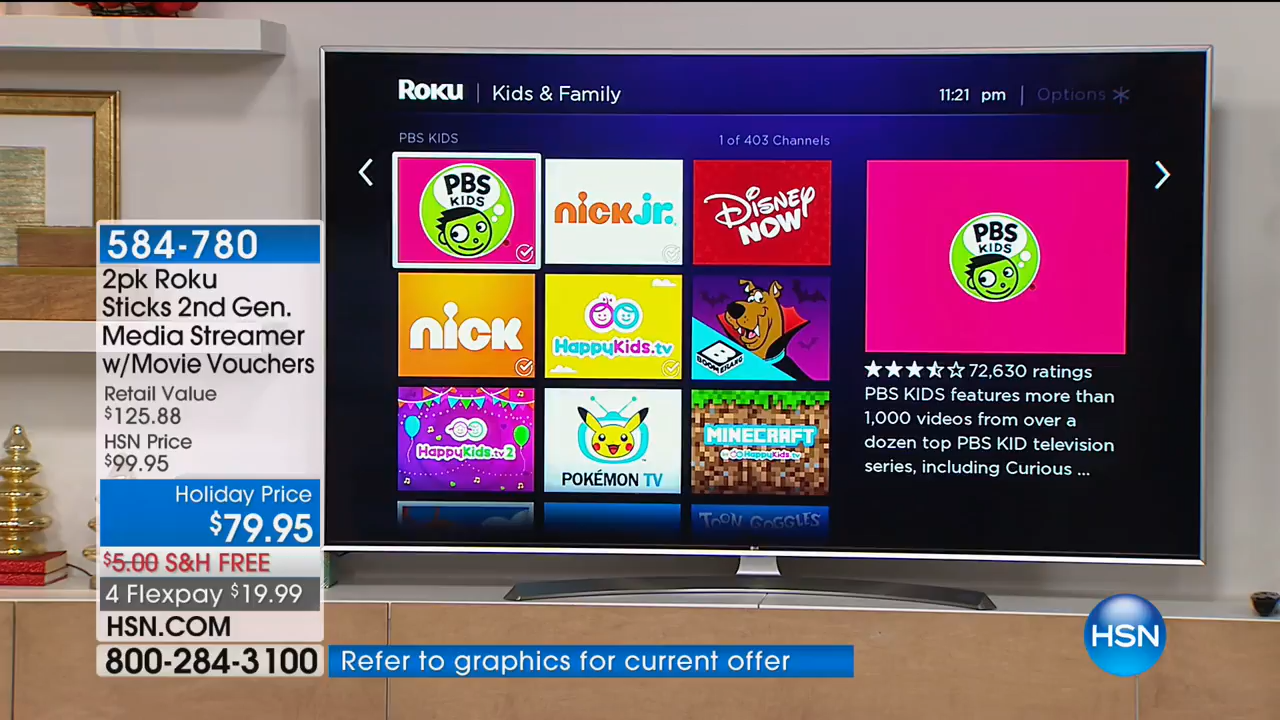 Roku | Kids & Family
11:21 pm | Options
PBS KIDS
1 of 403 Channels
PBS KIDS
nick jr.
DISNEY NOW
PBS KIDS
nick
HappyKids.tv
BOOMERANG
HappyKids.tv 2
POKÉMON TV
MINECRAFT
by HappyKids.tv
TOON GOGGLES
72,630 ratings
PBS KIDS features more than
1,000 videos from over a
dozen top PBS KID television
series, including Curious ...
LG
584-780
2pk Roku
Sticks 2nd Gen.
Media Streamer
w/Movie Vouchers
Retail Value
$125.88
HSN Price
$99.95
Holiday Price
$79.95
$5.00 S&H FREE
4 Flexpay $19.99
HSN.COM
800-284-3100
Refer to graphics for current offer
HSN